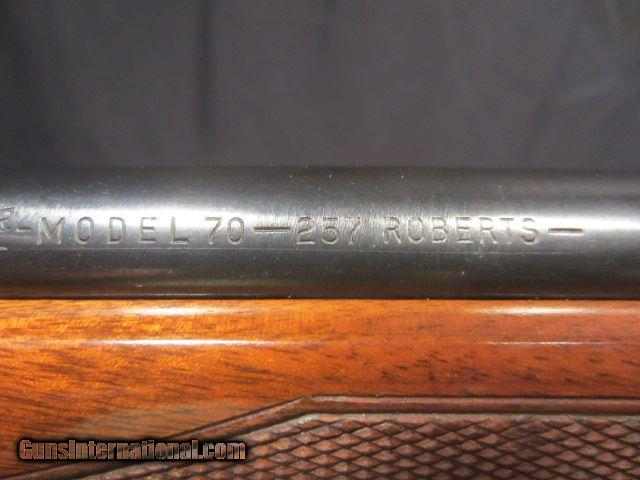 -MODEL 70-257 ROBERTS-
GunsInternational.com